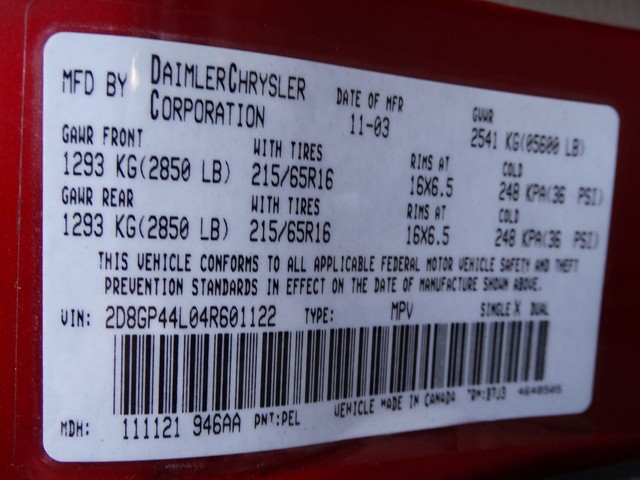 MFD BY DAIMLERCHRYSLER CORPORATION DATE OF MFR 11-03 GVWR 2541 KG(05600 LB)
GAWR FRONT WITH TIRES RIMS AT COLD
1293 KG(2850 LB) 215/65R16 16X6.5 248 KPA(36 PSI)
GAWR REAR WITH TIRES RIMS AT COLD
1293 KG(2850 LB) 215/65R16 16X6.5 248 KPA(36 PSI)
THIS VEHICLE CONFORMS TO ALL APPLICABLE FEDERAL MOTOR VEHICLE SAFETY AND THEFT
PREVENTION STANDARDS IN EFFECT ON THE DATE OF MANUFACTURE SHOWN ABOVE.
VIN: 2D8GP44L04R601122 TYPE: MPV SINGLE X DUAL
MDH: 111121 946AA PNT:PEL VEHICLE MADE IN CANADA TRM:B7J3 4648505